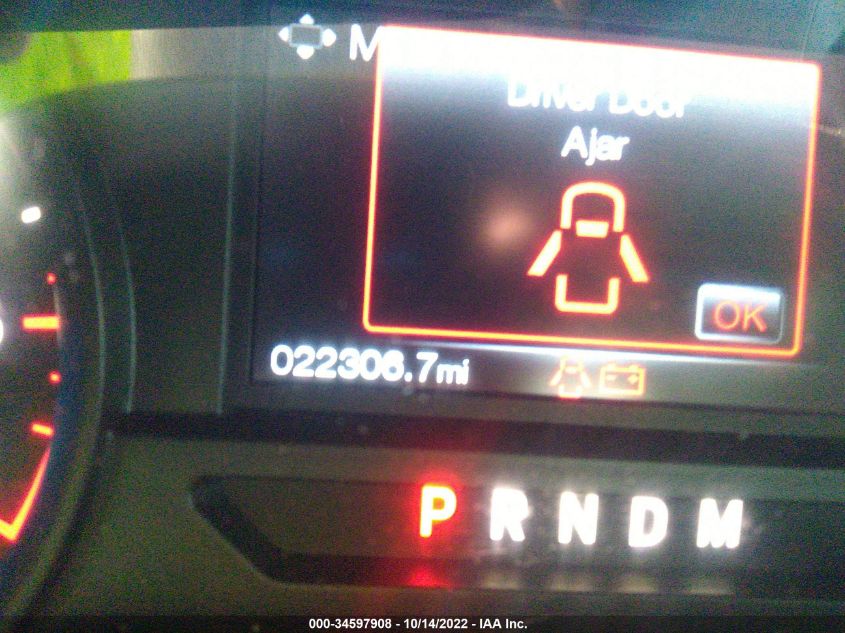 M
Driver Door
Ajar
OK
022306.7mi
P R N D M
000-34597908 - 10/14/2022 - IAA Inc.